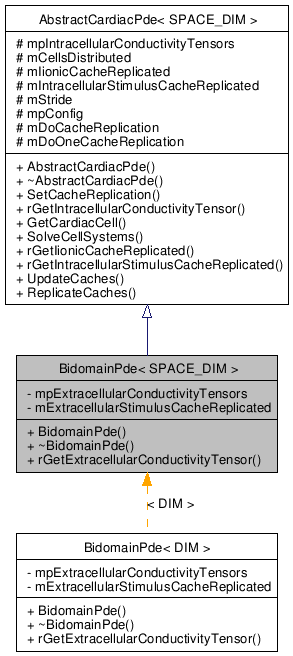 AbstractCardiacPde< SPACE_DIM >
# mpIntracellularConductivityTensors
# mCellsDistributed
# mIionicCacheReplicated
# mIntracellularStimulusCacheReplicated
# mStride
# mpConfig
# mDoCacheReplication
# mDoOneCacheReplication
+ AbstractCardiacPde()
+ ~AbstractCardiacPde()
+ SetCacheReplication()
+ rGetIntracellularConductivityTensor()
+ GetCardiacCell()
+ SolveCellSystems()
+ rGetIionicCacheReplicated()
+ rGetIntracellularStimulusCacheReplicated()
+ UpdateCaches()
+ ReplicateCaches()
BidomainPde< SPACE_DIM >
- mpExtracellularConductivityTensors
- mExtracellularStimulusCacheReplicated
+ BidomainPde()
+ ~BidomainPde()
+ rGetExtracellularConductivityTensor()
< DIM >
BidomainPde< DIM >
- mpExtracellularConductivityTensors
- mExtracellularStimulusCacheReplicated
+ BidomainPde()
+ ~BidomainPde()
+ rGetExtracellularConductivityTensor()